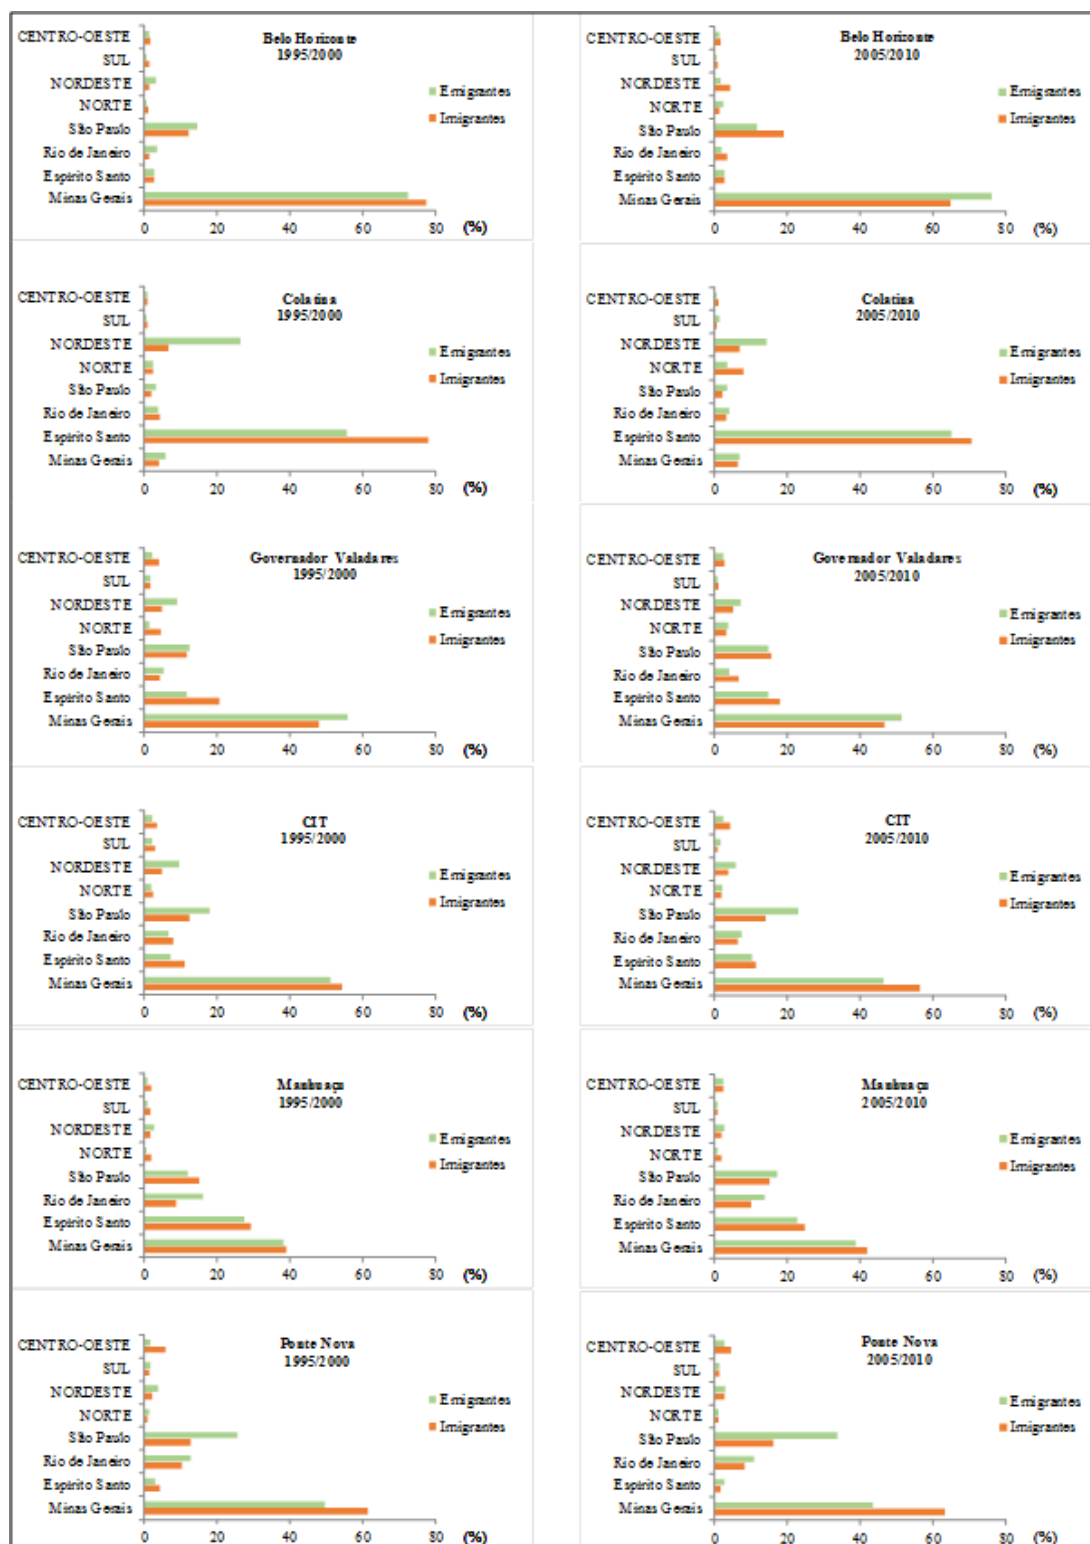 Belo Horizonte
1995/2000
CENTRO-OESTE
SUL
NORDESTE
NORTE
São Paulo
Rio de Janeiro
Espírito Santo
Minas Gerais
Emigrantes
Imigrantes
0 20 40 60 80 (%)
Belo Horizonte
2005/2010
CENTRO-OESTE
SUL
NORDESTE
NORTE
São Paulo
Rio de Janeiro
Espírito Santo
Minas Gerais
Emigrantes
Imigrantes
0 20 40 60 80 (%)
Colatina
1995/2000
CENTRO-OESTE
SUL
NORDESTE
NORTE
São Paulo
Rio de Janeiro
Espírito Santo
Minas Gerais
Emigrantes
Imigrantes
0 20 40 60 80 (%)
Colatina
2005/2010
CENTRO-OESTE
SUL
NORDESTE
NORTE
São Paulo
Rio de Janeiro
Espírito Santo
Minas Gerais
Emigrantes
Imigrantes
0 20 40 60 80 (%)
Governador Valadares
1995/2000
CENTRO-OESTE
SUL
NORDESTE
NORTE
São Paulo
Rio de Janeiro
Espírito Santo
Minas Gerais
Emigrantes
Imigrantes
0 20 40 60 80 (%)
Governador Valadares
2005/2010
CENTRO-OESTE
SUL
NORDESTE
NORTE
São Paulo
Rio de Janeiro
Espírito Santo
Minas Gerais
Emigrantes
Imigrantes
0 20 40 60 80 (%)
CIT
1995/2000
CENTRO-OESTE
SUL
NORDESTE
NORTE
São Paulo
Rio de Janeiro
Espírito Santo
Minas Gerais
Emigrantes
Imigrantes
0 20 40 60 80 (%)
CIT
2005/2010
CENTRO-OESTE
SUL
NORDESTE
NORTE
São Paulo
Rio de Janeiro
Espírito Santo
Minas Gerais
Emigrantes
Imigrantes
0 20 40 60 80 (%)
Manhuaçu
1995/2000
CENTRO-OESTE
SUL
NORDESTE
NORTE
São Paulo
Rio de Janeiro
Espírito Santo
Minas Gerais
Emigrantes
Imigrantes
0 20 40 60 80 (%)
Manhuaçu
2005/2010
CENTRO-OESTE
SUL
NORDESTE
NORTE
São Paulo
Rio de Janeiro
Espírito Santo
Minas Gerais
Emigrantes
Imigrantes
0 20 40 60 80 (%)
Ponte Nova
1995/2000
CENTRO-OESTE
SUL
NORDESTE
NORTE
São Paulo
Rio de Janeiro
Espírito Santo
Minas Gerais
Emigrantes
Imigrantes
0 20 40 60 80 (%)
Ponte Nova
2005/2010
CENTRO-OESTE
SUL
NORDESTE
NORTE
São Paulo
Rio de Janeiro
Espírito Santo
Minas Gerais
Emigrantes
Imigrantes
0 20 40 60 80 (%)